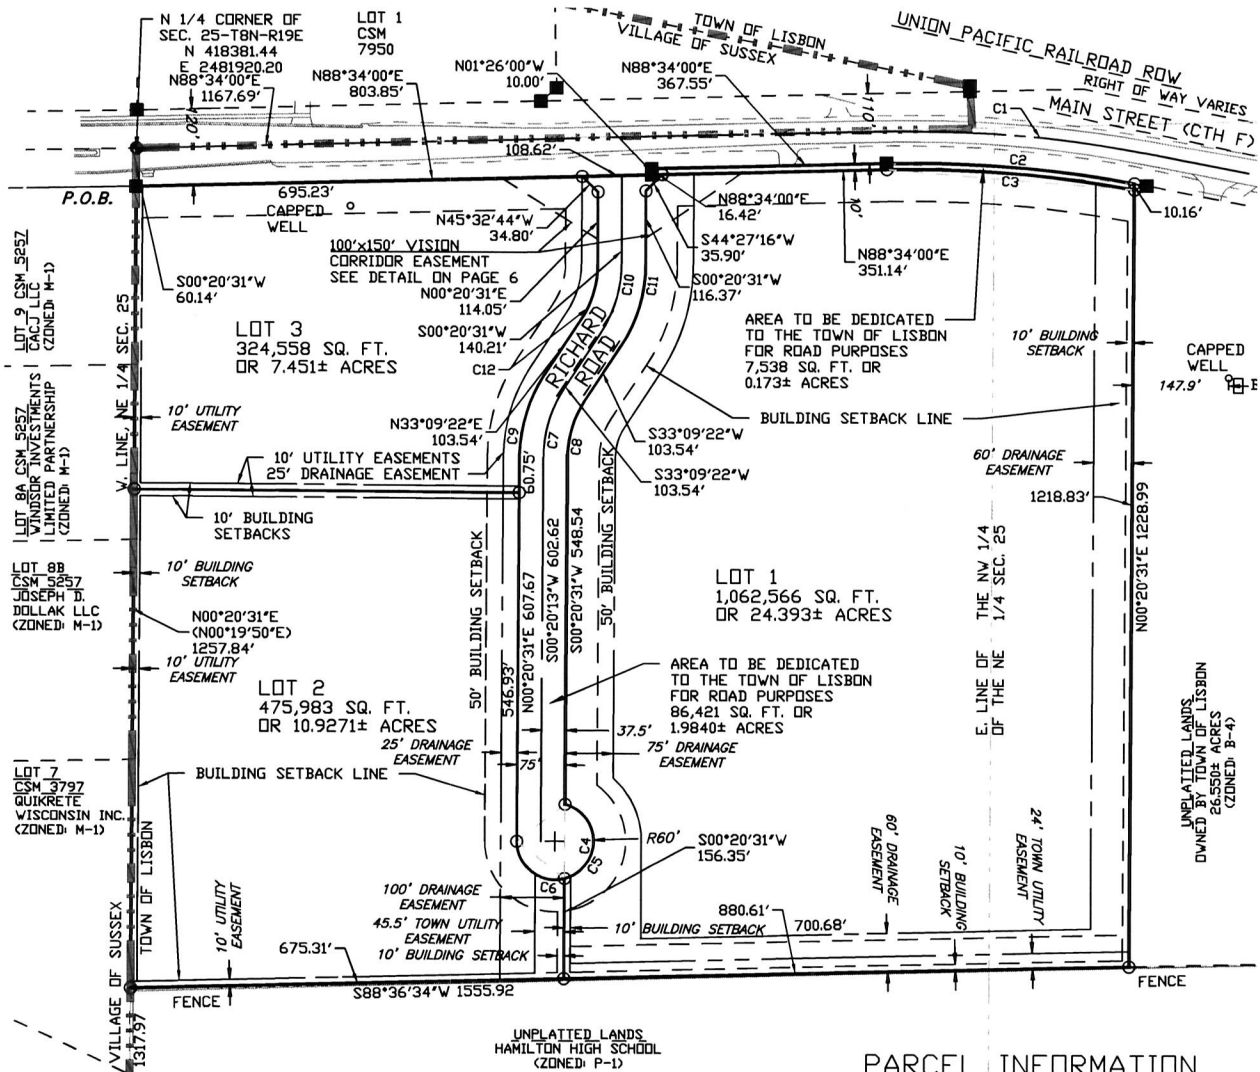 N 1/4 CORNER OF
SEC. 25-T8N-R19E
N 418381.44
E 2481920.20
N88°34'00"E
1167.69'
LOT 1
CSM
7950
N88°34'00"E
803.85'
N01°26'00"W
10.00'
TOWN OF LISBON
VILLAGE OF SUSSEX
N88°34'00"E
367.55'
UNION PACIFIC RAILROAD ROW
RIGHT OF WAY VARIES
MAIN STREET (CTH F)
120'
110'
C1
C2
C3
108.62'
P.O.B.
695.23'
CAPPED
WELL
10'
10.16'
N88°34'00"E
16.42'
N45°32'44"W
34.80'
S44°27'16"W
35.90'
N88°34'00"E
351.14'
100'x150' VISION
CORRIDOR EASEMENT
SEE DETAIL ON PAGE 6
S00°20'31"W
116.37'
S00°20'31"W
60.14'
N00°20'31"E
114.05'
C10
C11
S00°20'31"W
140.21'
C12
RICHARD
ROAD
LOT 9 CSM 5257
CACJ LLC
(ZONED: M-1)
W. LINE, NE 1/4 SEC. 25
LOT 3
324,558 SQ. FT.
OR 7.451± ACRES
AREA TO BE DEDICATED
TO THE TOWN OF LISBON
FOR ROAD PURPOSES
7,538 SQ. FT. OR
0.173± ACRES
10' BUILDING
SETBACK
CAPPED
WELL
147.9'
LOT 8A CSM 5257
WINDSOR INVESTMENTS
LIMITED PARTNERSHIP
(ZONED: M-1)
10' UTILITY
EASEMENT
N33°09'22"E
103.54'
C9
C7
C8
S33°09'22"W
103.54'
S33°09'22"W
103.54'
BUILDING SETBACK LINE
60' DRAINAGE
EASEMENT
1218.83'
10' UTILITY EASEMENTS
25' DRAINAGE EASEMENT
60.75'
10' BUILDING
SETBACKS
LOT 8B
CSM 5257
JOSEPH D.
DOLLAK LLC
(ZONED: M-1)
10' BUILDING
SETBACK
N00°20'31"E
(N00°19'50"E)
1257.84'
10' UTILITY
EASEMENT
50' BUILDING SETBACK
546.93'
N00°20'31"E 607.67
S00°20'13"W 602.62
S00°20'31"W 548.54
50' BUILDING SETBACK
LOT 1
1,062,566 SQ. FT.
OR 24.393± ACRES
E. LINE OF THE NW 1/4
OF THE NE 1/4 SEC. 25
N00°20'31"E 1228.99
LOT 2
475,983 SQ. FT.
OR 10.9271± ACRES
AREA TO BE DEDICATED
TO THE TOWN OF LISBON
FOR ROAD PURPOSES
86,421 SQ. FT. OR
1.9840± ACRES
37.5'
25' DRAINAGE
EASEMENT
75'
75' DRAINAGE
EASEMENT
UNPLATTED LANDS
OWNED BY TOWN OF LISBON
26.550± ACRES
(ZONED: B-4)
LOT 7
CSM 3797
QUIKRETE
WISCONSIN INC.
(ZONED: M-1)
BUILDING SETBACK LINE
C4
C5
C6
R60'
S00°20'31"W
156.35'
60' DRAINAGE
EASEMENT
10' BUILDING
SETBACK
24' TOWN UTILITY
EASEMENT
VILLAGE OF SUSSEX
TOWN OF LISBON
10' UTILITY
EASEMENT
100' DRAINAGE
EASEMENT
45.5' TOWN UTILITY
EASEMENT
10' BUILDING SETBACK
10' BUILDING SETBACK
880.61'
700.68'
675.31'
FENCE
S88°36'34"W 1555.92
FENCE
1317.97
UNPLATTED LANDS
HAMILTON HIGH SCHOOL
(ZONED: P-1)
PARCEL INFORMATION